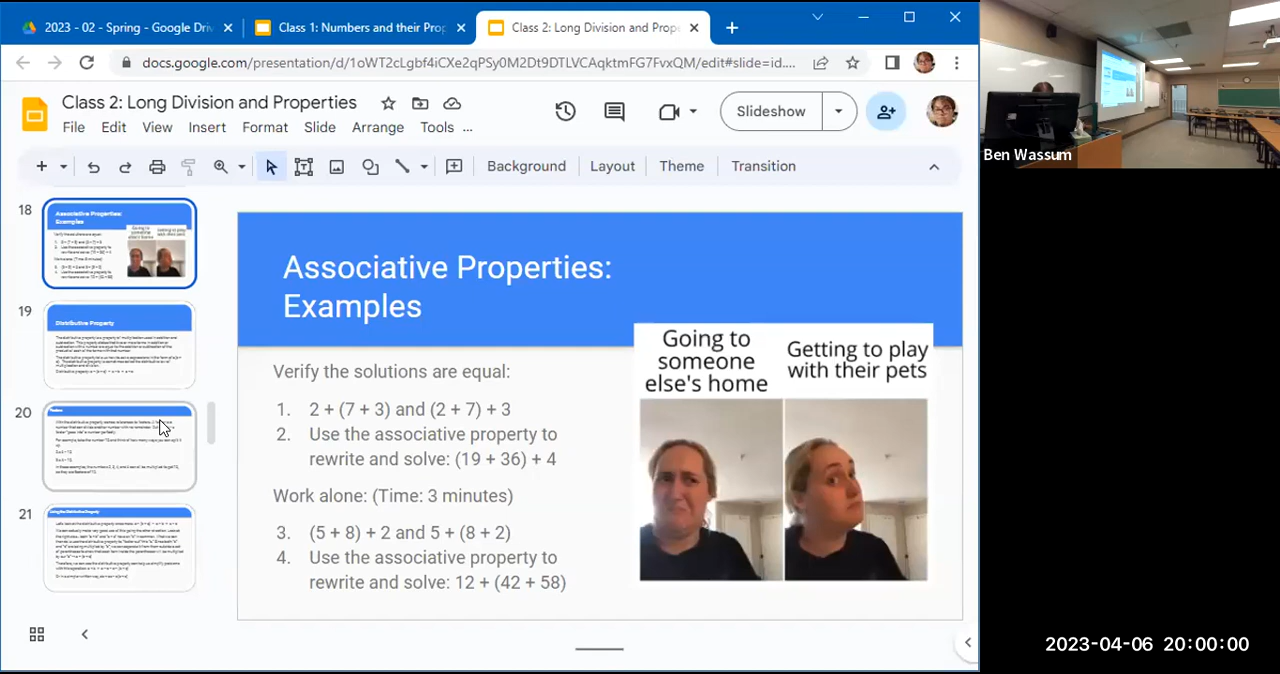 2023 - 02 - Spring - Google Driv
Class 1: Numbers and their Prop
Class 2: Long Division and Prope
docs.google.com/presentation/d/1oWT2cLgbf4iCXe2qPSy0M2Dt9DTLVCAqktmFG7FvxQM/edit#slide=id....
Class 2: Long Division and Properties
File Edit View Insert Format Slide Arrange Tools ...
Slideshow
Background Layout Theme Transition
18
Associative Properties:
Examples
19
Distributive Property
20
21
Associative Properties:
Examples
Verify the solutions are equal:
1. 2 + (7 + 3) and (2 + 7) + 3
2. Use the associative property to
rewrite and solve: (19 + 36) + 4
Work alone: (Time: 3 minutes)
3. (5 + 8) + 2 and 5 + (8 + 2)
4. Use the associative property to
rewrite and solve: 12 + (42 + 58)
Going to
someone
else's home
Getting to play
with their pets
Ben Wassum
2023-04-06 20:00:00